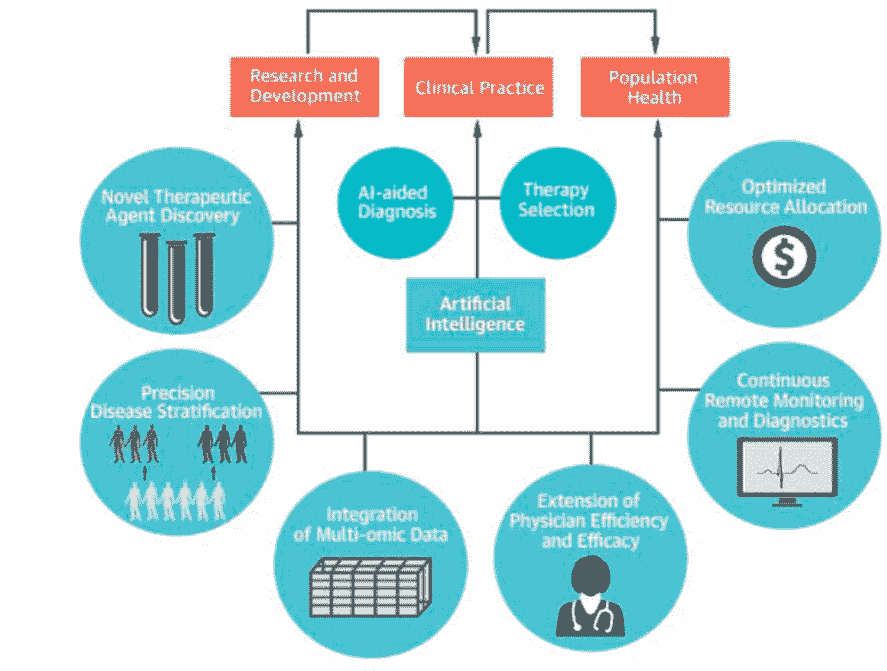 Research and
Development
Clinical Practice
Population
Health
Novel Therapeutic
Agent Discovery
AI-aided
Diagnosis
Therapy
Selection
Optimized
Resource Allocation
$
Artificial
Intelligence
Precision
Disease Stratification
Continuous
Remote Monitoring
and Diagnostics
Integration
of Multi-omic Data
Extension of
Physician Efficiency
and Efficacy